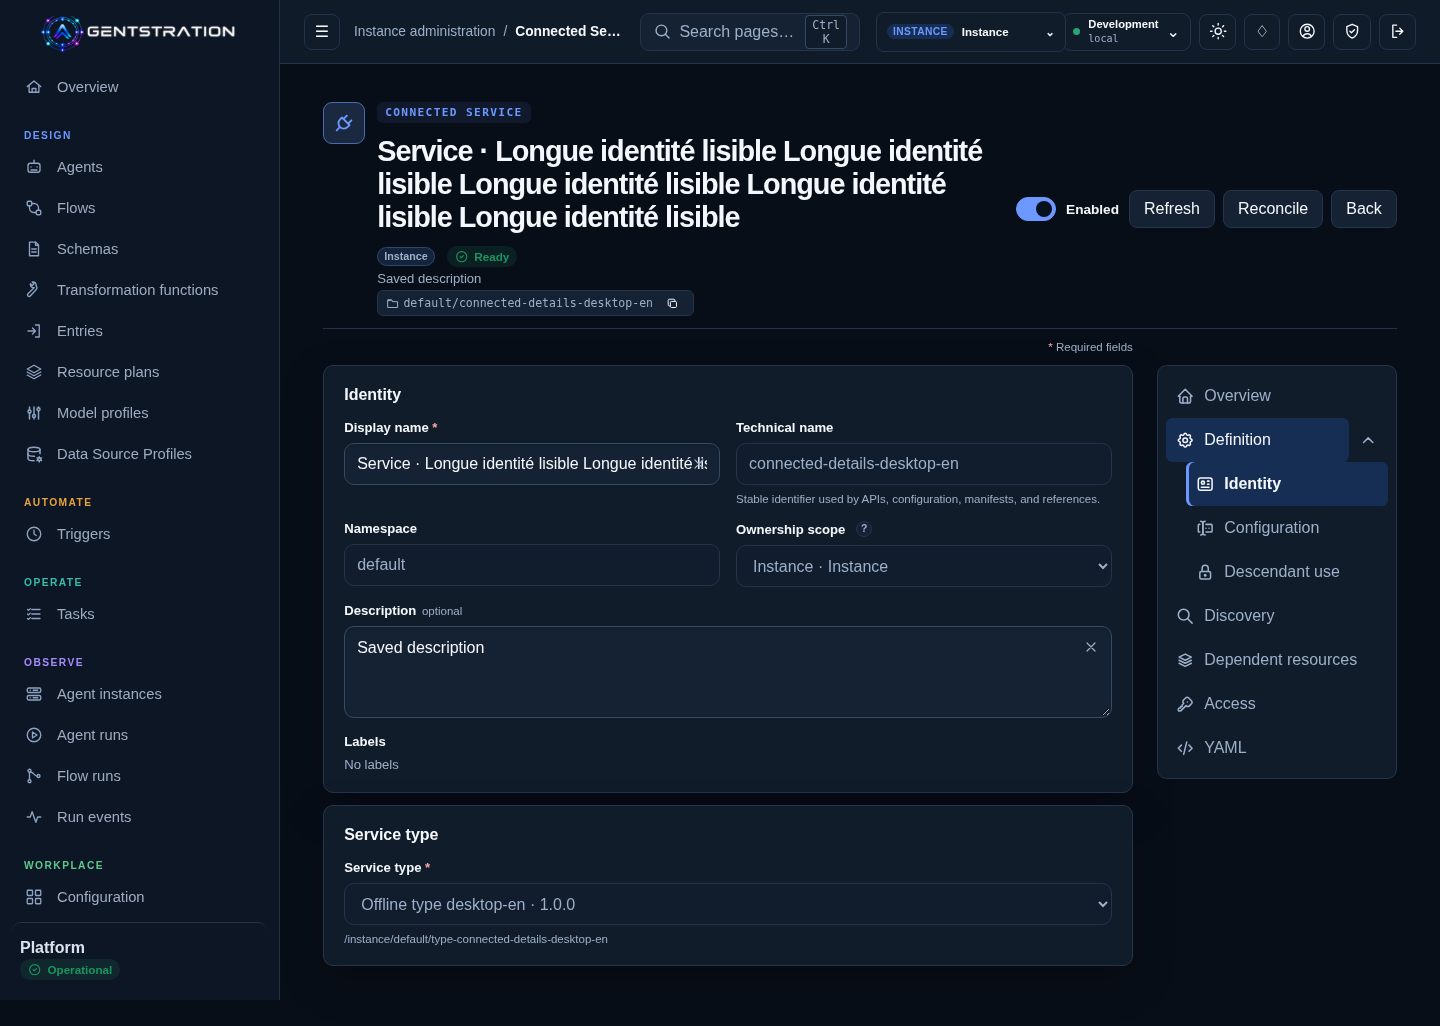 GENTSTRATION
Overview
DESIGN
Agents
Flows
Schemas
Transformation functions
Entries
Resource plans
Model profiles
Data Source Profiles
AUTOMATE
Triggers
OPERATE
Tasks
OBSERVE
Agent instances
Agent runs
Flow runs
Run events
WORKPLACE
Configuration
Platform
Operational
Instance administration / Connected Se…
Search pages… Ctrl K
INSTANCE Instance
Development
local
CONNECTED SERVICE
Service · Longue identité lisible Longue identité
lisible Longue identité lisible Longue identité
lisible Longue identité lisible
Enabled Refresh Reconcile Back
Instance Ready
Saved description
default/connected-details-desktop-en
* Required fields
Identity
Display name * Technical name
Service · Longue identité lisible Longue identité lis connected-details-desktop-en
Stable identifier used by APIs, configuration, manifests, and references.
Namespace Ownership scope ?
default Instance · Instance
Description optional
Saved description
Labels
No labels
Service type
Service type *
Offline type desktop-en · 1.0.0
/instance/default/type-connected-details-desktop-en
Overview
Definition
Identity
Configuration
Descendant use
Discovery
Dependent resources
Access
YAML